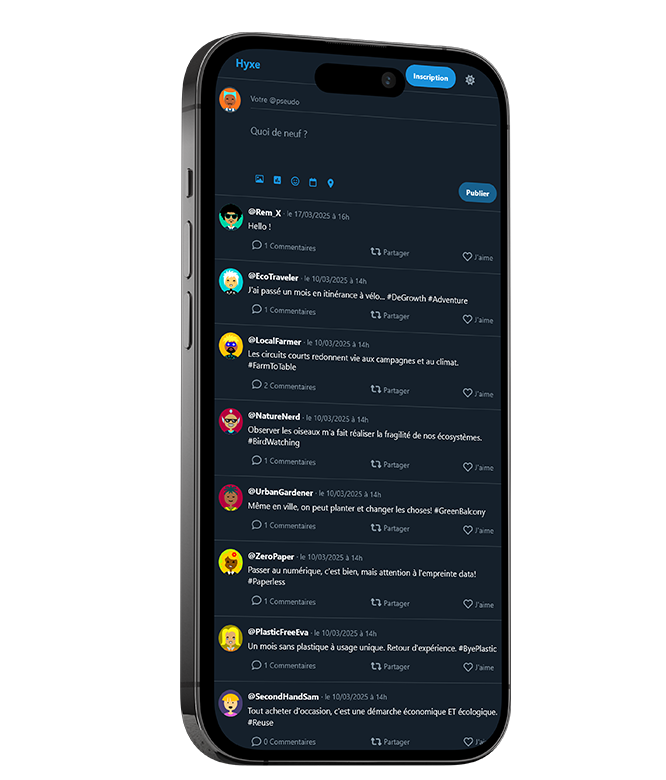 Hyxe
Inscription
Votre @pseudo
Quoi de neuf ?
Publier
@Rem_X · le 17/03/2025 à 16h
Hello !
1 Commentaires Partager J'aime
@EcoTraveler · le 10/03/2025 à 14h
J'ai passé un mois en itinérance à vélo... #DeGrowth #Adventure
1 Commentaires Partager J'aime
@LocalFarmer · le 10/03/2025 à 14h
Les circuits courts redonnent vie aux campagnes et au climat.
#FarmToTable
2 Commentaires Partager J'aime
@NatureNerd · le 10/03/2025 à 14h
Observer les oiseaux m'a fait réaliser la fragilité de nos écosystèmes.
#BirdWatching
1 Commentaires Partager J'aime
@UrbanGardener · le 10/03/2025 à 14h
Même en ville, on peut planter et changer les choses! #GreenBalcony
1 Commentaires Partager J'aime
@ZeroPaper · le 10/03/2025 à 14h
Passer au numérique, c'est bien, mais attention à l'empreinte data!
#Paperless
1 Commentaires Partager J'aime
@PlasticFreeEva · le 10/03/2025 à 14h
Un mois sans plastique à usage unique. Retour d'expérience. #ByePlastic
1 Commentaires Partager J'aime
@SecondHandSam · le 10/03/2025 à 14h
Tout acheter d'occasion, c'est une démarche économique ET écologique.
#Reuse
0 Commentaires Partager J'aime